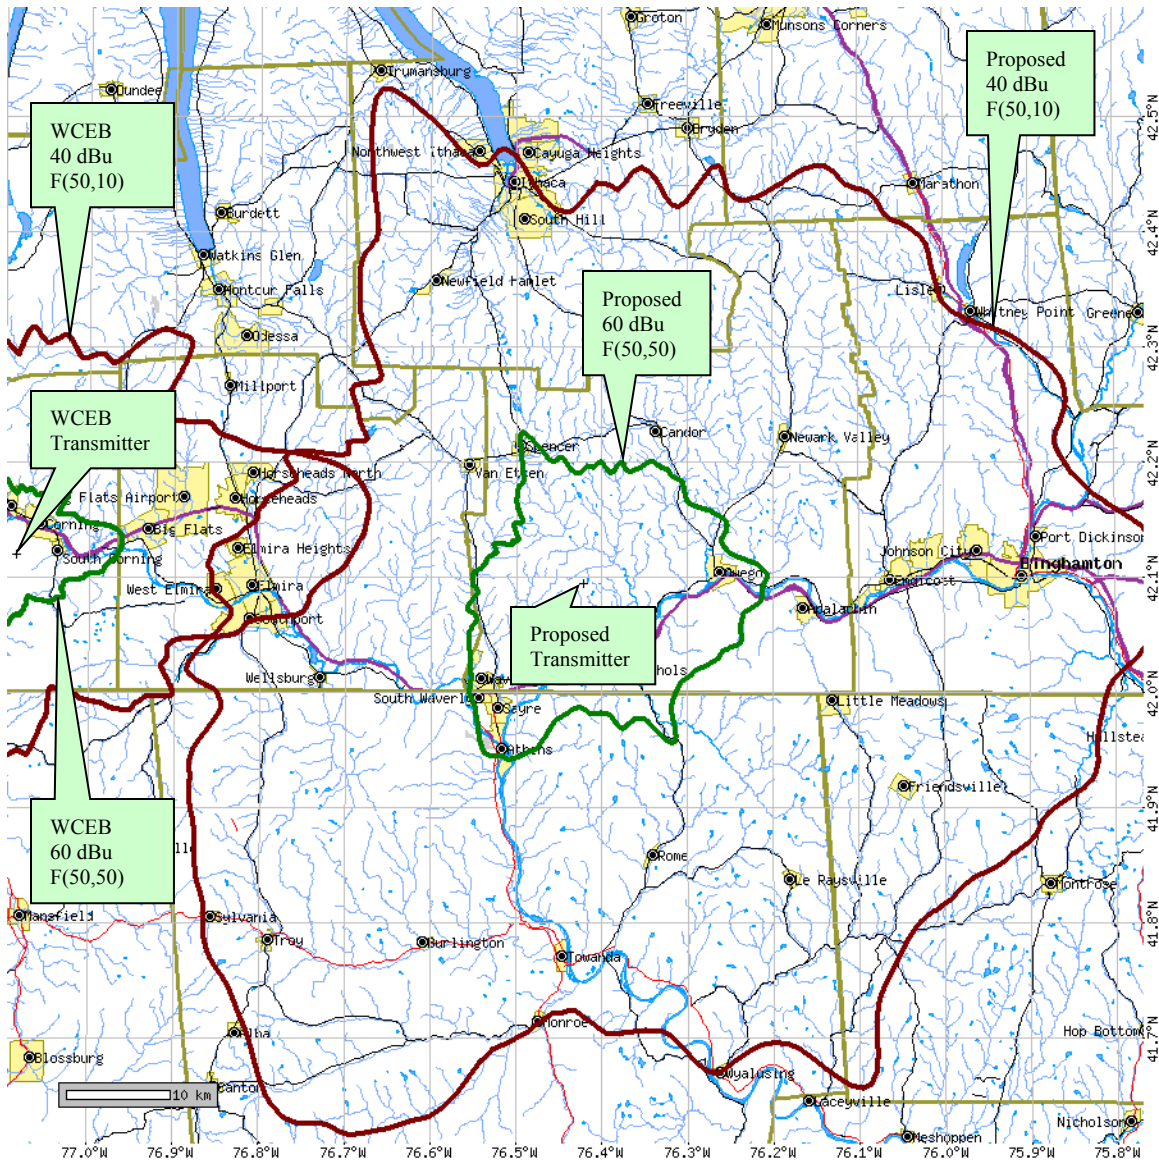 Groton
Munsons Corners
Trumansburg
Dundee
Proposed
40 dBu
F(50,10)
Freeville
Dryden
WCEB
40 dBu
F(50,10)
Northwest Ithaca
Cayuga Heights
Ithaca
Marathon
Burdett
South Hill
Watkins Glen
Newfield Hamlet
Montour Falls
Lisle
Whitney Point
Greene
Proposed
60 dBu
F(50,50)
Odessa
Millport
WCEB
Transmitter
Candor
Newark Valley
Spencer
Van Etten
Horseheads North
Flats Airport
Horseheads
Corning
Big Flats
South Corning
Elmira Heights
Johnson City
Port Dickinson
Binghamton
West Elmira
Elmira
Owego
Endicott
Apalachin
Southport
Proposed
Transmitter
Wellsburg
Wav
hols
South Waverly
Sayre
Little Meadows
Athens
Hallstea
Friendsville
WCEB
60 dBu
F(50,50)
Rome
Le Raysville
Montrose
Mansfield
Sylvania
Troy
Burlington
Towanda
Monroe
Alba
Hop Bottom
Blossburg
Canton
Wyalusing
10 km
Laceyville
Nicholson
Meshoppen
42.5°N
42.4°N
42.3°N
42.2°N
42.1°N
42.0°N
41.9°N
41.8°N
41.7°N
77.0°W
76.9°W
76.8°W
76.7°W
76.6°W
76.5°W
76.4°W
76.3°W
76.2°W
76.1°W
76.0°W
75.9°W
75.8°W